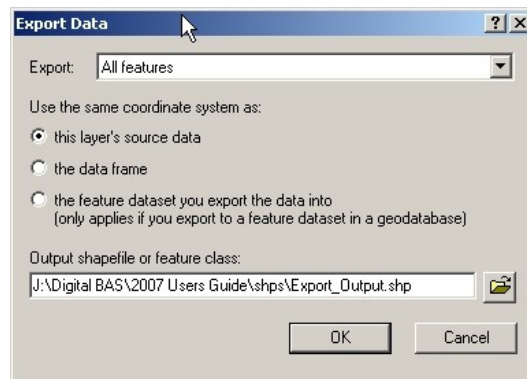 Export Data
Export: All features
Use the same coordinate system as:
this layer's source data
the data frame
the feature dataset you export the data into
(only applies if you export to a feature dataset in a geodatabase)
Output shapefile or feature class:
J:\Digital BAS\2007 Users Guide\shps\Export_Output.shp
OK Cancel